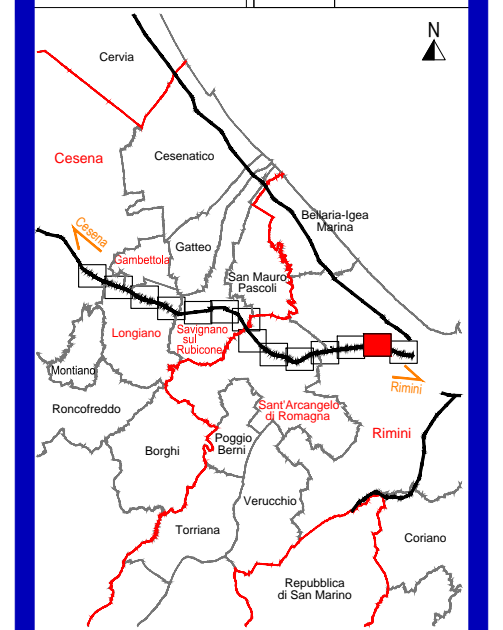 N
Cervia
Cesena
Cesenatico
Bellaria-Igea
Marina
Cesena
Gatteo
Gambettola
San Mauro
Pascoli
Longiano
Savignano
sul
Rubicone
Montiano
Rimini
Roncofreddo
Sant'Arcangelo
di Romagna
Rimini
Borghi
Poggio
Berni
Verucchio
Torriana
Coriano
Repubblica
di San Marino